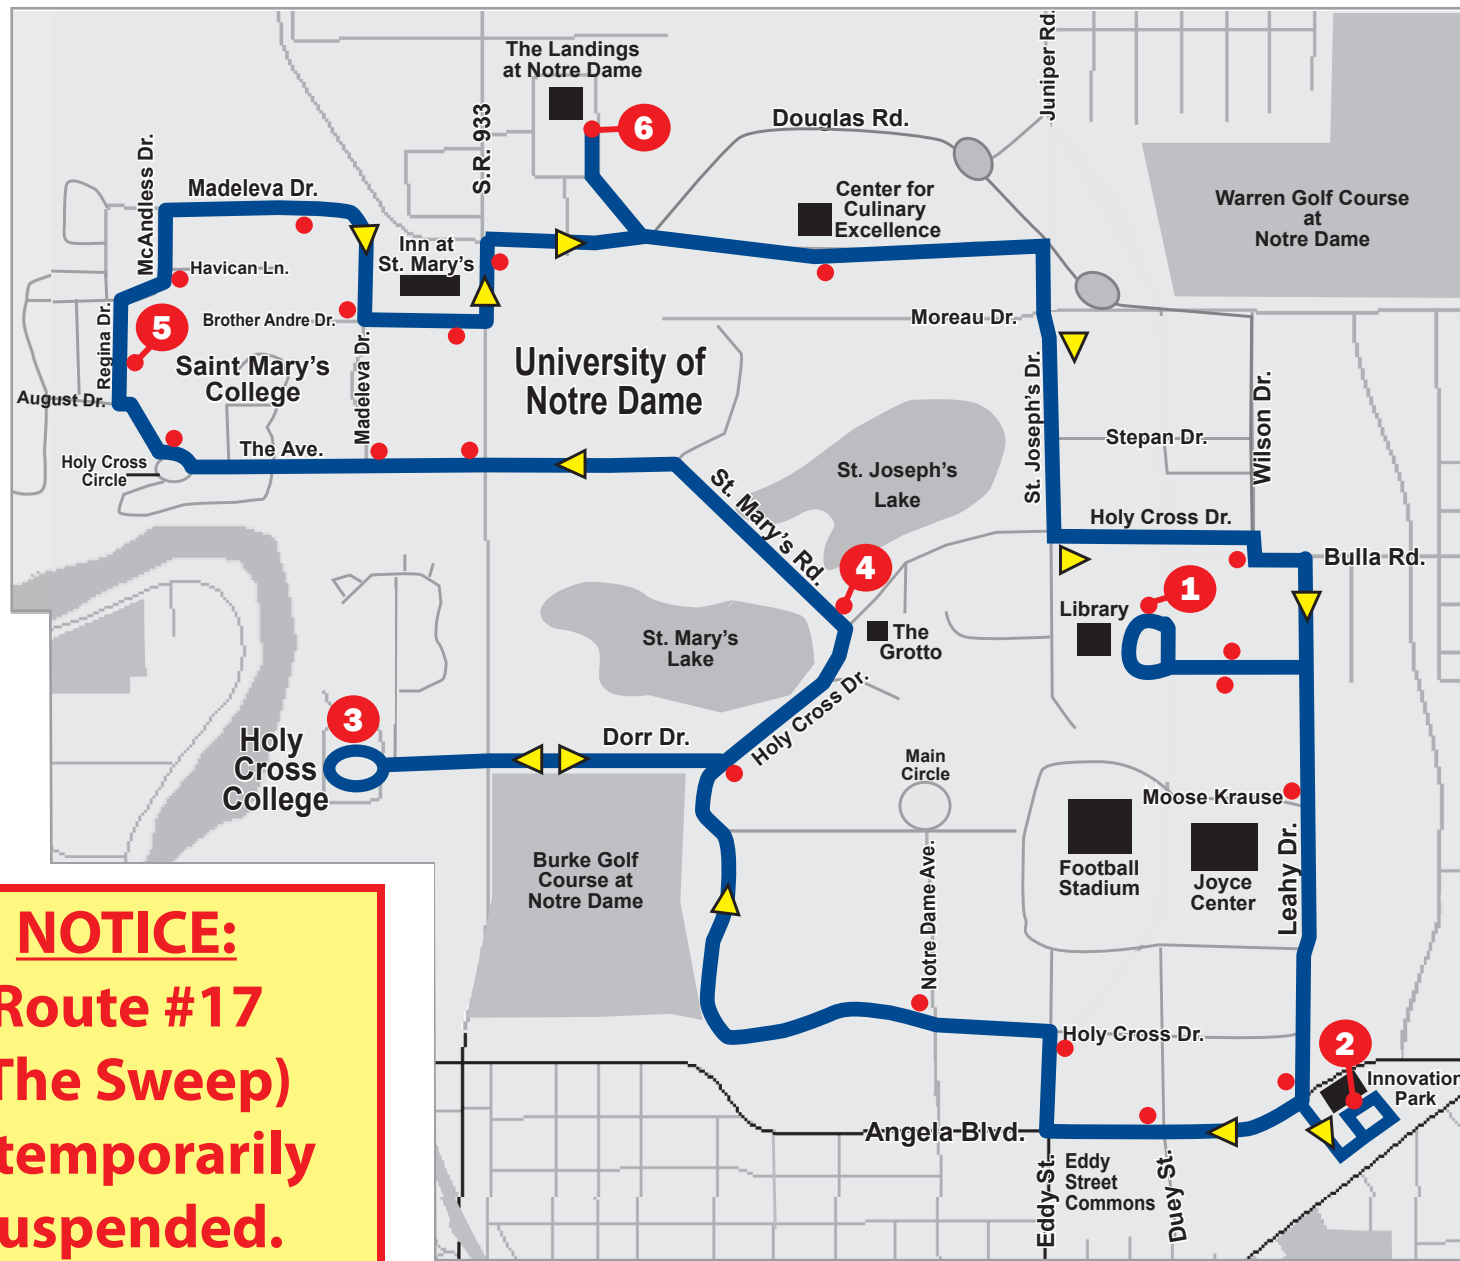 Juniper Rd.
The Landings
at Notre Dame
6
S.R. 933
Douglas Rd.
McAndless Dr.
Madeleva Dr.
Center for
Culinary
Excellence
Warren Golf Course
at
Notre Dame
Inn at
St. Mary's
Havican Ln.
5
Brother Andre Dr.
Regina Dr.
Moreau Dr.
Saint Mary's
College
University of
Notre Dame
Madeleva Dr.
August Dr.
St. Joseph's Dr.
Wilson Dr.
Stepan Dr.
The Ave.
Holy Cross
Circle
St. Joseph's
Lake
St. Mary's Rd.
Holy Cross Dr.
Bulla Rd.
4
1
Library
The
Grotto
St. Mary's
Lake
3
Holy Cross Dr.
Dorr Dr.
Holy
Cross
College
Main
Circle
Moose Krause
Burke Golf
Course at
Notre Dame
Football
Stadium
Joyce
Center
Leahy Dr.
Notre Dame Ave.
NOTICE:
Route #17
The Sweep)
temporarily
uspended.
Holy Cross Dr.
2
Innovation
Park
Angela Blvd.
Eddy St.
Eddy
Street
Commons
Duey St.